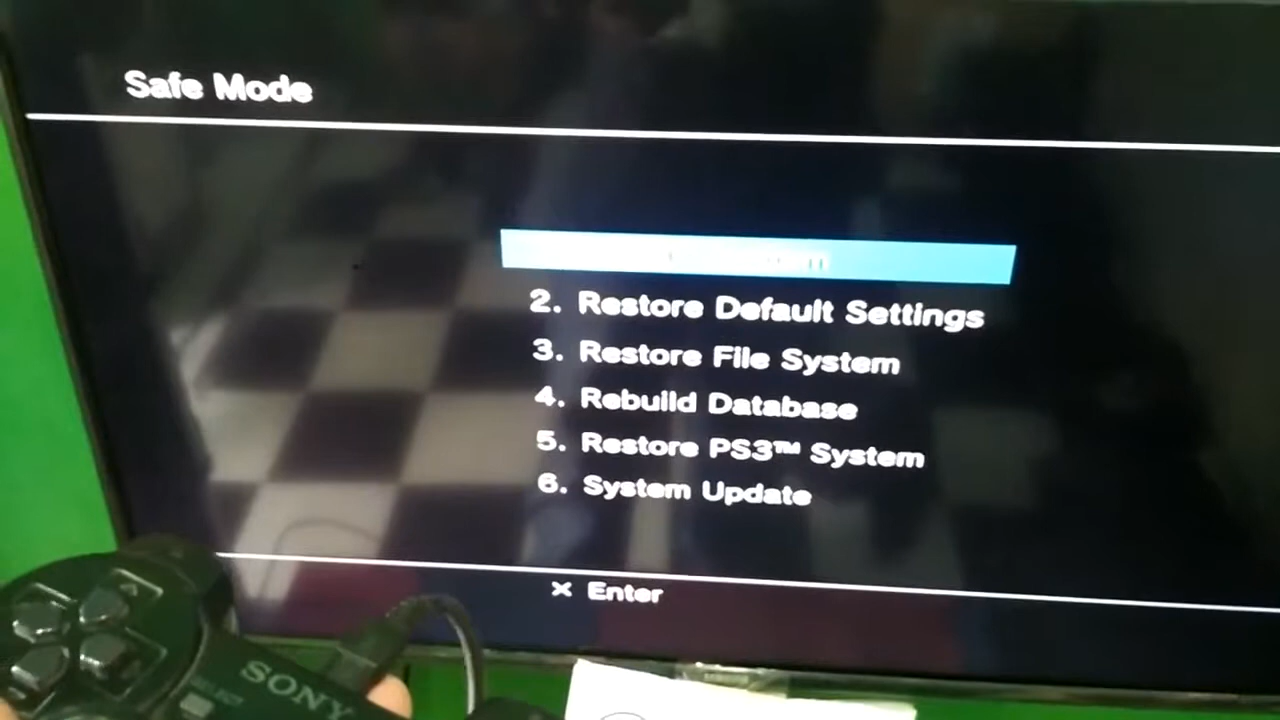 Safe Mode
2. Restore Default Settings
3. Restore File System
4. Rebuild Database
5. Restore PS3™ System
6. System Update
✕ Enter
SONY